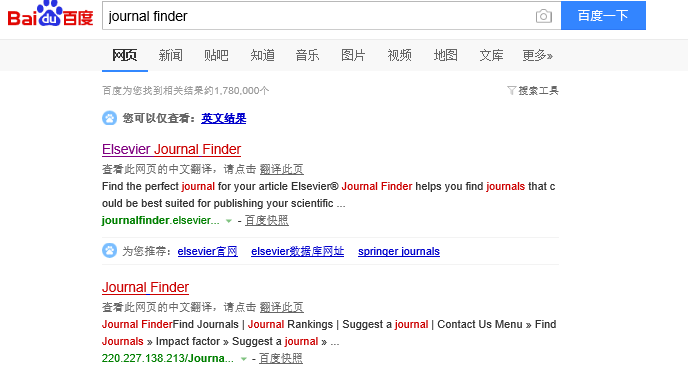 Bai du 百度 journal finder 百度一下
网页 新闻 贴吧 知道 音乐 图片 视频 地图 文库 更多»
百度为您找到相关结果约1,780,000个 搜索工具
您可以仅查看：英文结果
Elsevier Journal Finder
查看此网页的中文翻译，请点击 翻译此页
Find the perfect journal for your article Elsevier® Journal Finder helps you find journals that c
ould be best suited for publishing your scientific ...
journalfinder.elsevier... - 百度快照
为您推荐： elsevier官网 elsevier数据库网址 springer journals
Journal Finder
查看此网页的中文翻译，请点击 翻译此页
Journal FinderFind Journals | Journal Rankings | Suggest a journal | Contact Us Menu » Find
Journals » Impact factor » Suggest a journal » ...
220.227.138.213/Journa... - 百度快照